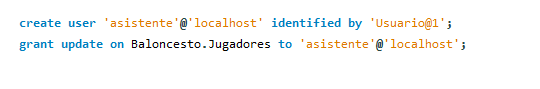 create user 'asistente'@'localhost' identified by 'Usuario@1';
grant update on Baloncesto.Jugadores to 'asistente'@'localhost';